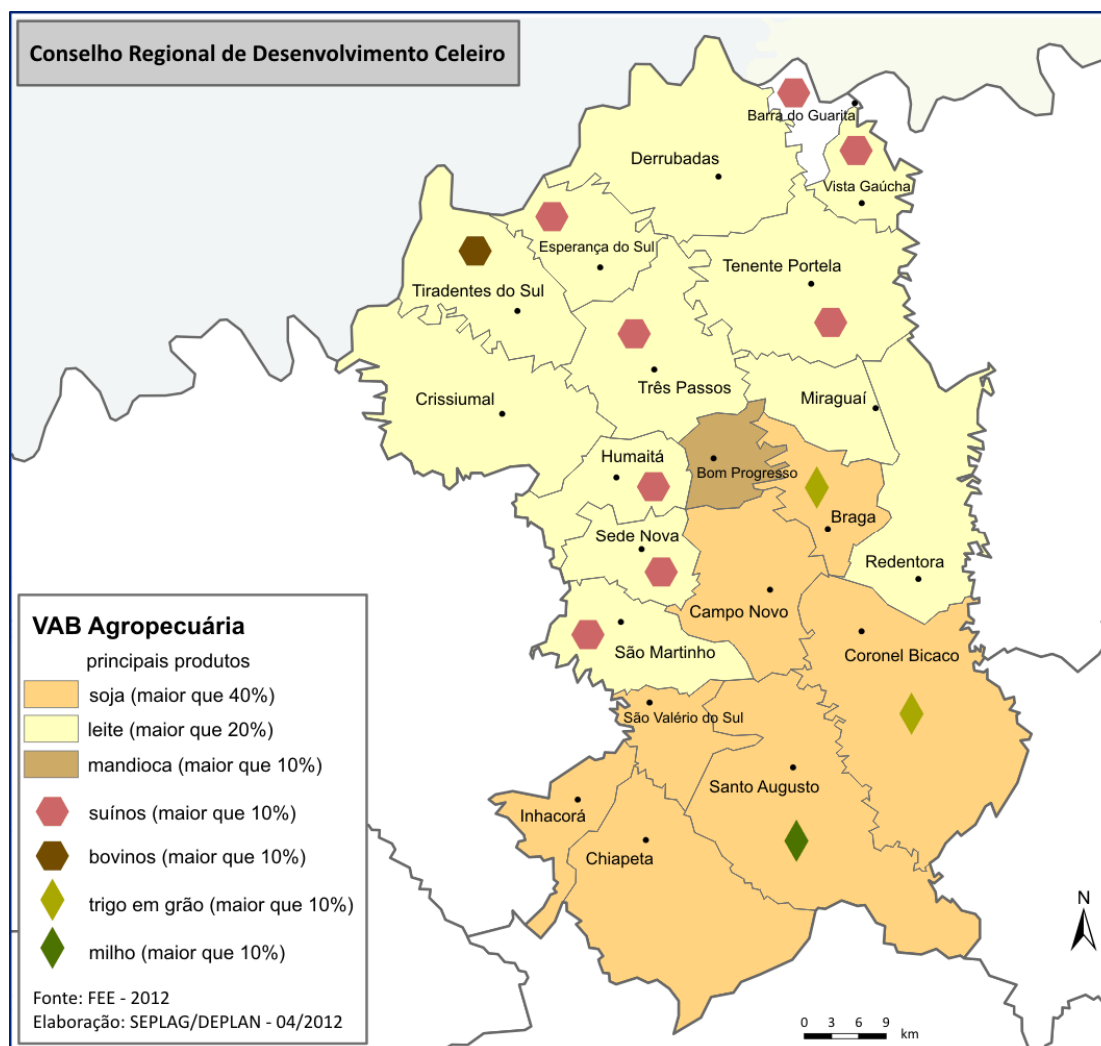 Conselho Regional de Desenvolvimento Celeiro
Barra do Guarita
Derrubadas
Vista Gaúcha
Esperança do Sul
Tenente Portela
Tiradentes do Sul
Três Passos
Miraguaí
Crissiumal
Humaitá
Bom Progresso
Braga
Sede Nova
Redentora
Campo Novo
São Martinho
Coronel Bicaco
São Valério do Sul
Santo Augusto
Inhacorá
Chiapeta
VAB Agropecuária
principais produtos
soja (maior que 40%)
leite (maior que 20%)
mandioca (maior que 10%)
suínos (maior que 10%)
bovinos (maior que 10%)
trigo em grão (maior que 10%)
milho (maior que 10%)
Fonte: FEE - 2012
Elaboração: SEPLAG/DEPLAN - 04/2012
N
0 3 6 9
km